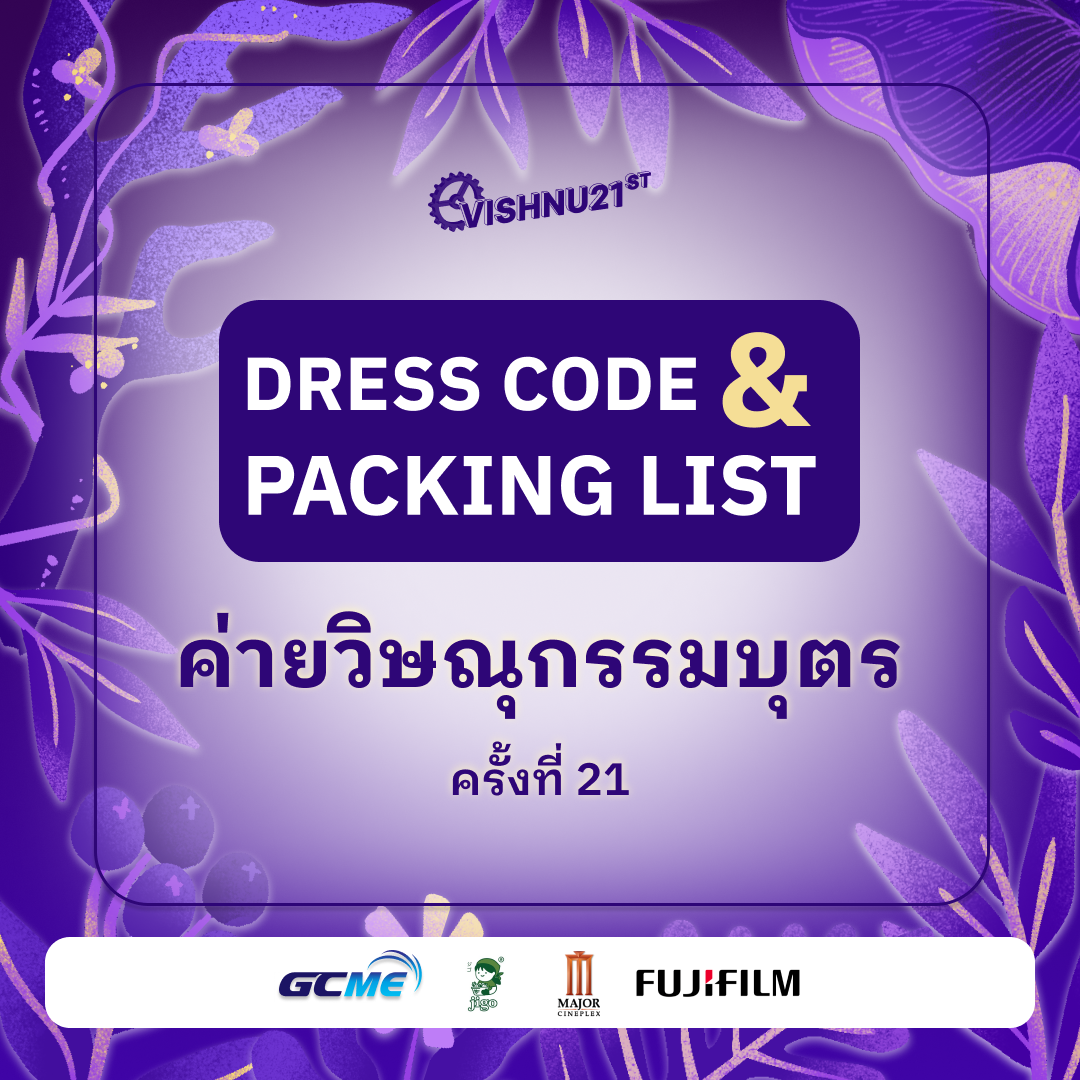 VISHNU21ST
DRESS CODE &
PACKING LIST
ค่ายวิษณุกรรมบุตร
ครั้งที่ 21
GCME
jigo
MAJOR
CINEPLEX
FUJIFILM